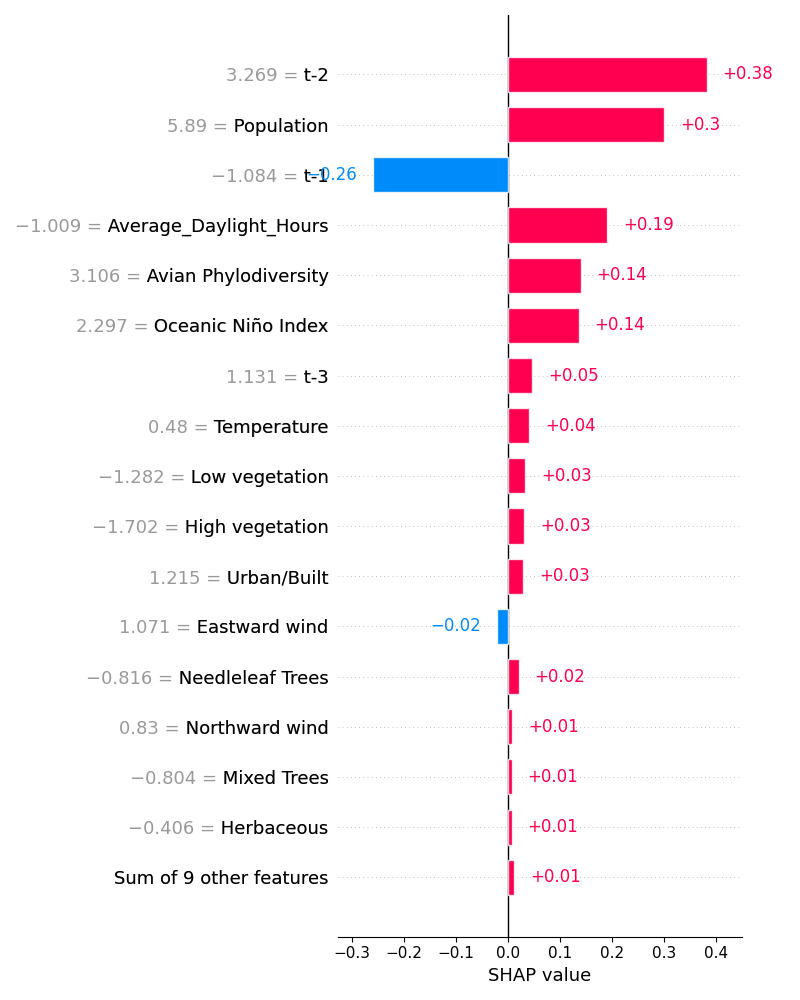 3.269 = t-2 +0.38
5.89 = Population +0.3
−1.084 = t-1 −0.26
−1.009 = Average_Daylight_Hours +0.19
3.106 = Avian Phylodiversity +0.14
2.297 = Oceanic Niño Index +0.14
1.131 = t-3 +0.05
0.48 = Temperature +0.04
−1.282 = Low vegetation +0.03
−1.702 = High vegetation +0.03
1.215 = Urban/Built +0.03
1.071 = Eastward wind −0.02
−0.816 = Needleleaf Trees +0.02
0.83 = Northward wind +0.01
−0.804 = Mixed Trees +0.01
−0.406 = Herbaceous +0.01
Sum of 9 other features +0.01
−0.3 −0.2 −0.1 0.0 0.1 0.2 0.3 0.4
SHAP value